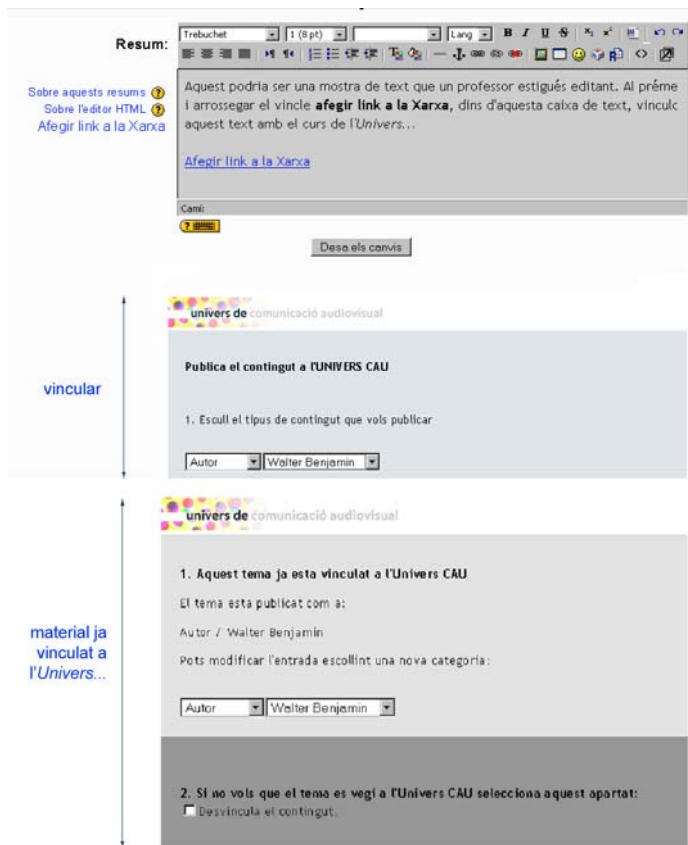 Resum:
Trebuchet 1 (8 pt) Lang B I U S
Sobre aquests resums
Sobre l'editor HTML
Afegir link a la Xarxa
Aquest podria ser una mostra de text que un professor estigués editant. Al préme
i arrossegar el vincle afegir link a la Xarxa, dins d'aquesta caixa de text, vinculc
aquest text amb el curs de l'Univers...
Afegir link a la Xarxa
Camí:
Desa els canvis
vincular
univers de comunicació audiovisual
Publica el contingut a l'UNIVERS CAU
1. Escull el tipus de contingut que vols publicar
Autor Walter Benjamin
material ja
vinculat a
l'Univers...
univers de comunicació audiovisual
1. Aquest tema ja esta vinculat a l'Univers CAU
El tema esta publicat com a:
Autor / Walter Benjamin
Pots modificar l'entrada escollint una nova categoria:
Autor Walter Benjamin
2. Si no vols que el tema es vegi a l'Univers CAU selecciona aquest apartat:
Desvincula el contingut.